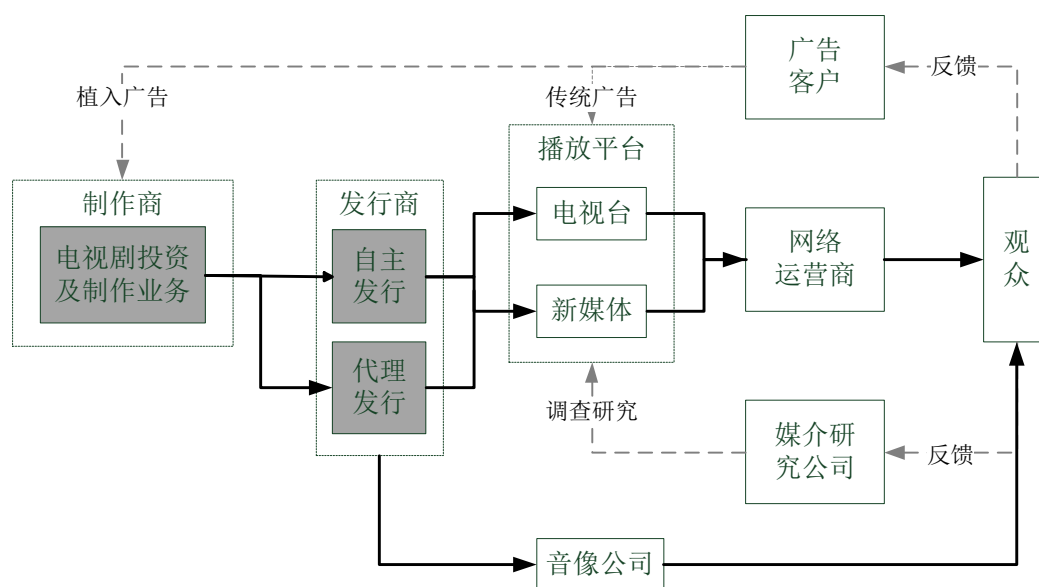 广告
客户
反馈
植入广告
传统广告
播放平台
制作商
发行商
电视台
电视剧投资
及制作业务
自主
发行
网络
运营商
观
众
新媒体
代理
发行
调查研究
媒介研
究公司
反馈
音像公司